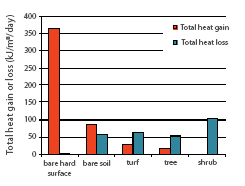 Total heat gain or loss (kJ/m²/day)
400
350
300
250
200
150
100
50
0
Total heat gain
Total heat loss
bare hard surface
bare soil
turf
tree
shrub